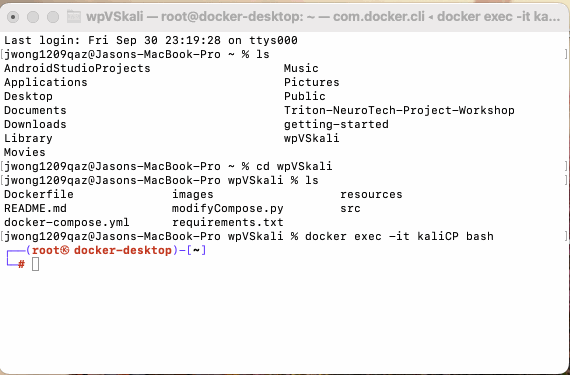 wpVSkali — root@docker-desktop: ~ — com.docker.cli ◂ docker exec -it ka...
Last login: Fri Sep 30 23:19:28 on ttys000
[jwong1209qaz@Jasons-MacBook-Pro ~ % ls ]
AndroidStudioProjects Music
Applications Pictures
Desktop Public
Documents Triton-NeuroTech-Project-Workshop
Downloads getting-started
Library wpVSkali
Movies
[jwong1209qaz@Jasons-MacBook-Pro ~ % cd wpVSkali ]
[jwong1209qaz@Jasons-MacBook-Pro wpVSkali % ls ]
Dockerfile images resources
README.md modifyCompose.py src
docker-compose.yml requirements.txt
[jwong1209qaz@Jasons-MacBook-Pro wpVSkali % docker exec -it kaliCP bash ]
┌──(root㉿ docker-desktop)-[~]
└─#